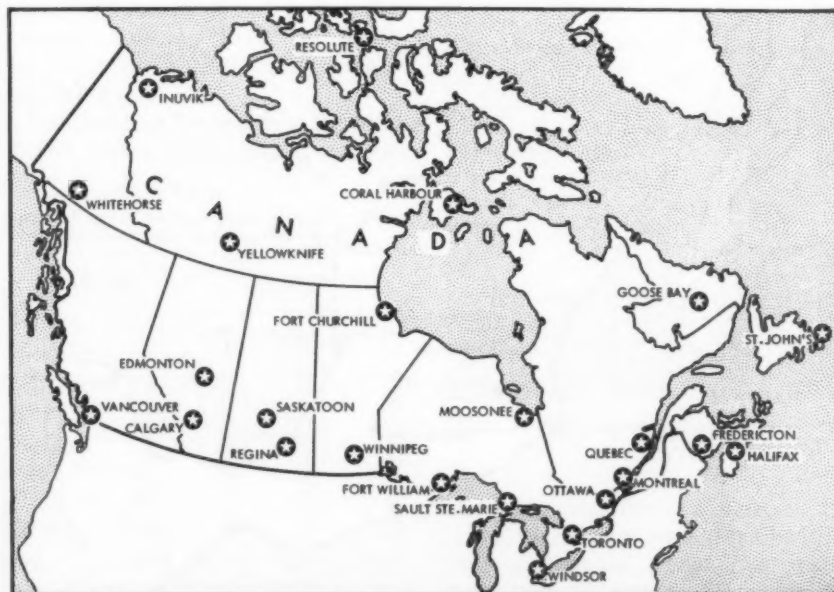 RESOLUTE
INUVIK
CORAL HARBOUR
WHITEHORSE
C A N A D A
YELLOWKNIFE
GOOSE BAY
FORT CHURCHILL
ST. JOHN'S
EDMONTON
VANCOUVER
CALGARY
SASKATOON
MOOSONEE
REGINA
WINNIPEG
QUEBEC
FREDERICTON
HALIFAX
FORT WILLIAM
MONTREAL
OTTAWA
SAULT STE. MARIE
TORONTO
WINDSOR